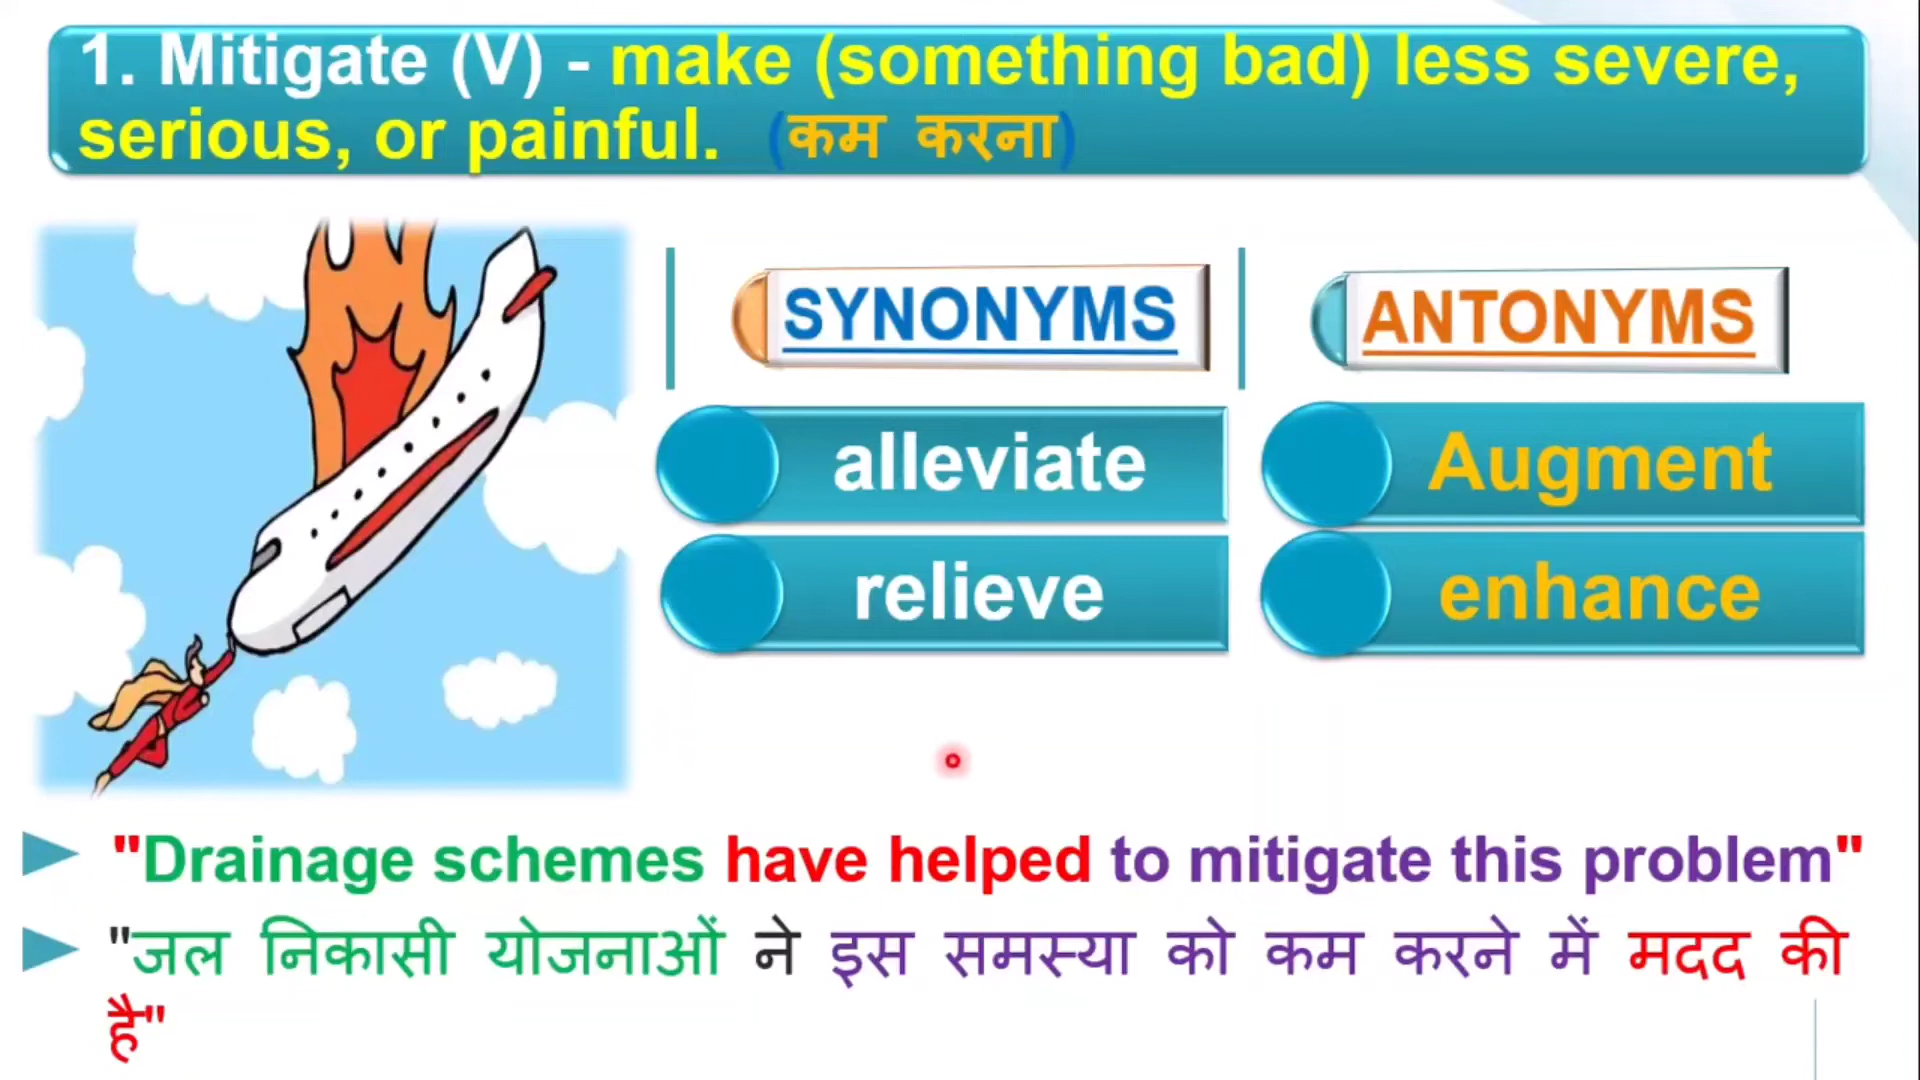 1. Mitigate (V) - make (something bad) less severe,
serious, or painful. (कम करना)
SYNONYMS
ANTONYMS
alleviate
Augment
relieve
enhance
"Drainage schemes have helped to mitigate this problem"
"जल निकासी योजनाओं ने इस समस्या को कम करने में मदद की
है"